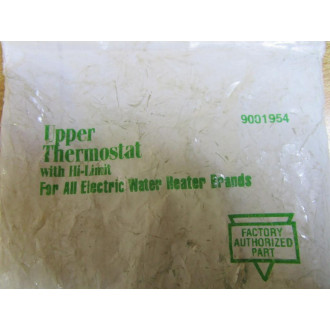 9001954
Upper
Thermostat
with Hi-Limit
For All Electric Water Heater Brands
FACTORY
AUTHORIZED
PART